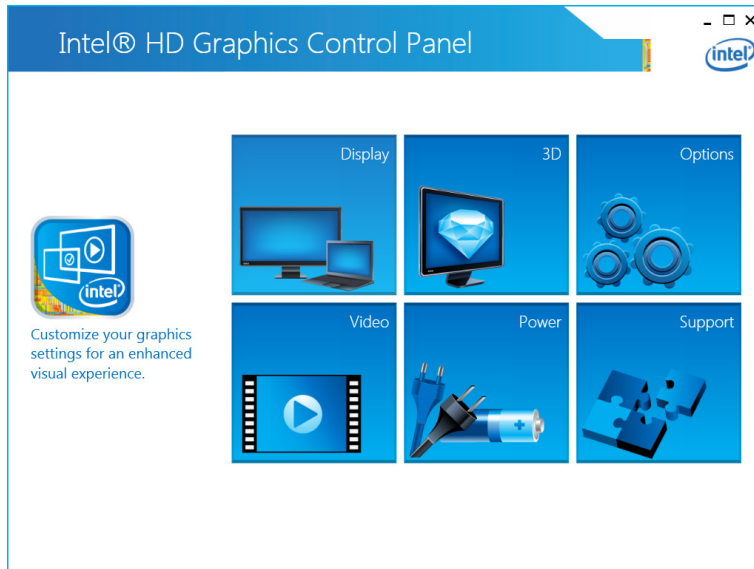 Intel® HD Graphics Control Panel
intel
Display
3D
Options
intel
Customize your graphics
settings for an enhanced
visual experience.
Video
Power
Support